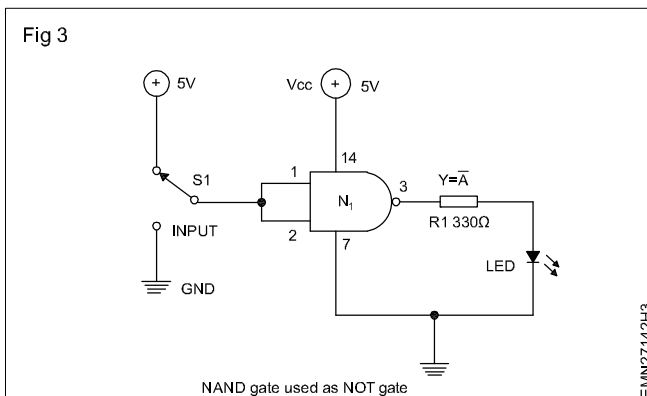 Fig 3
+ 5V
Vcc + 5V
S1
1
14
2
N1
3
7
Y=A̅
R1 330Ω
INPUT
GND
LED
NAND gate used as NOT gate
EMN27142H3